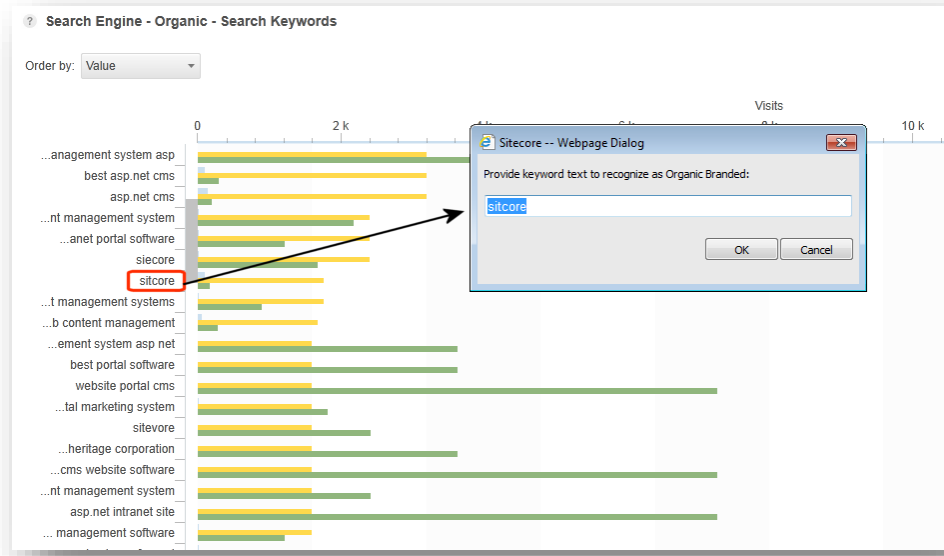 ? Search Engine - Organic - Search Keywords
Order by: Value
Visits
0 2 k 10 k
...anagement system asp
best asp.net cms
asp.net cms
...nt management system
...anet portal software
siecore
sitcore
...t management systems
...b content management
...ement system asp net
best portal software
website portal cms
...tal marketing system
sitevore
...heritage corporation
...cms website software
...nt management system
asp.net intranet site
... management software
Sitecore -- Webpage Dialog
Provide keyword text to recognize as Organic Branded:
sitcore
OK Cancel